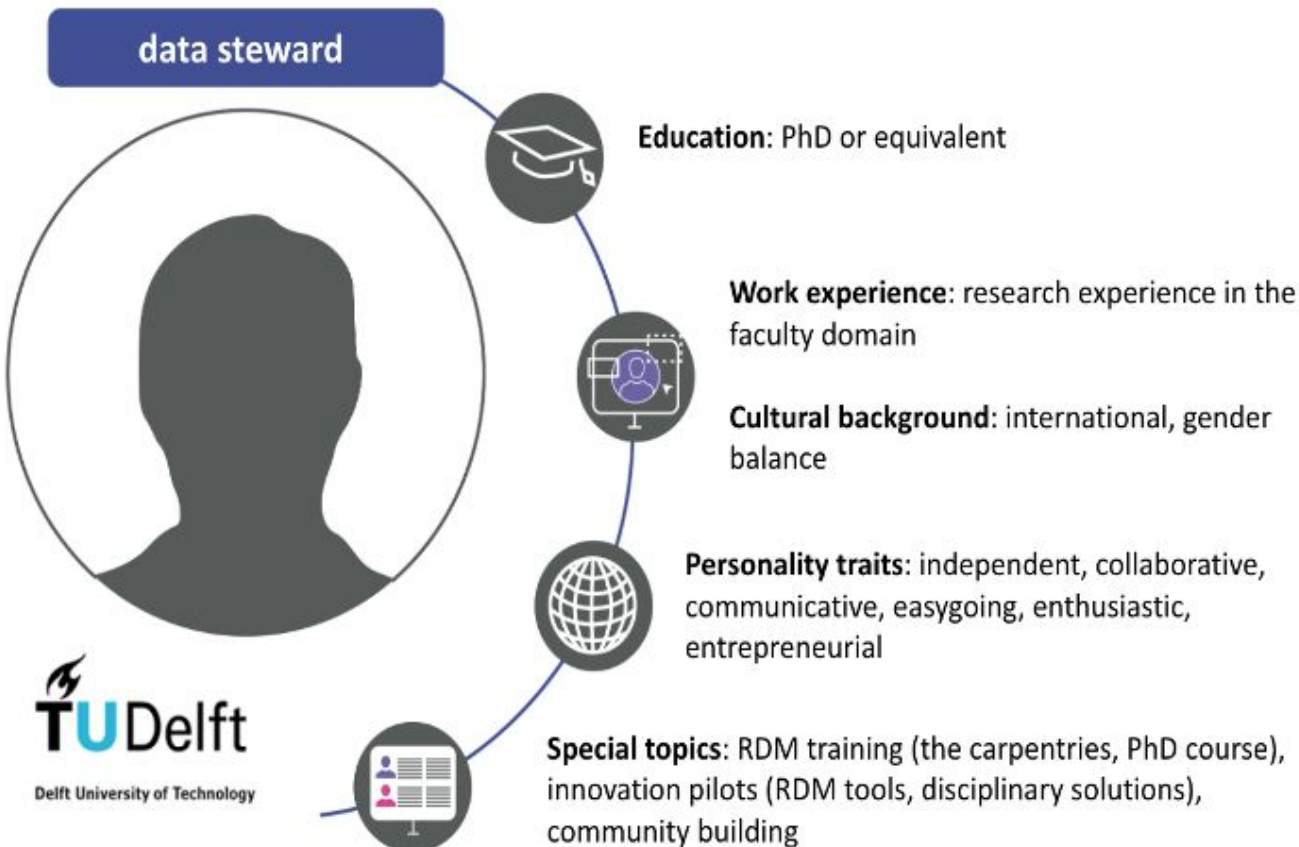 data steward
Education: PhD or equivalent
Work experience: research experience in the
faculty domain
Cultural background: international, gender
balance
Personality traits: independent, collaborative,
communicative, easygoing, enthusiastic,
entrepreneurial
TUDelft
Delft University of Technology
Special topics: RDM training (the carpentries, PhD course),
innovation pilots (RDM tools, disciplinary solutions),
community building